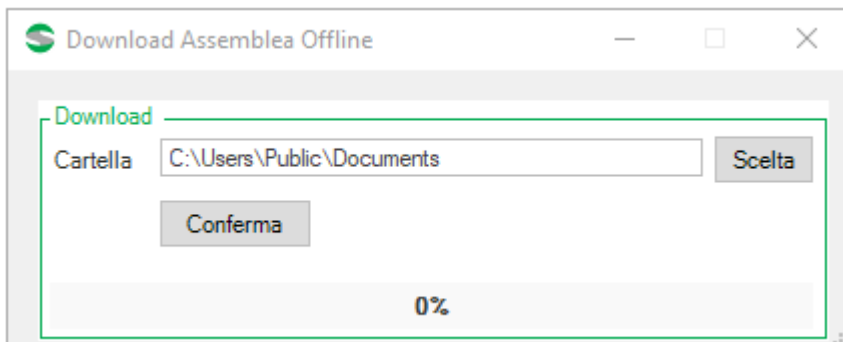 Download Assemblea Offline
Download
Cartella C:\Users\Public\Documents Scelta
Conferma
0%